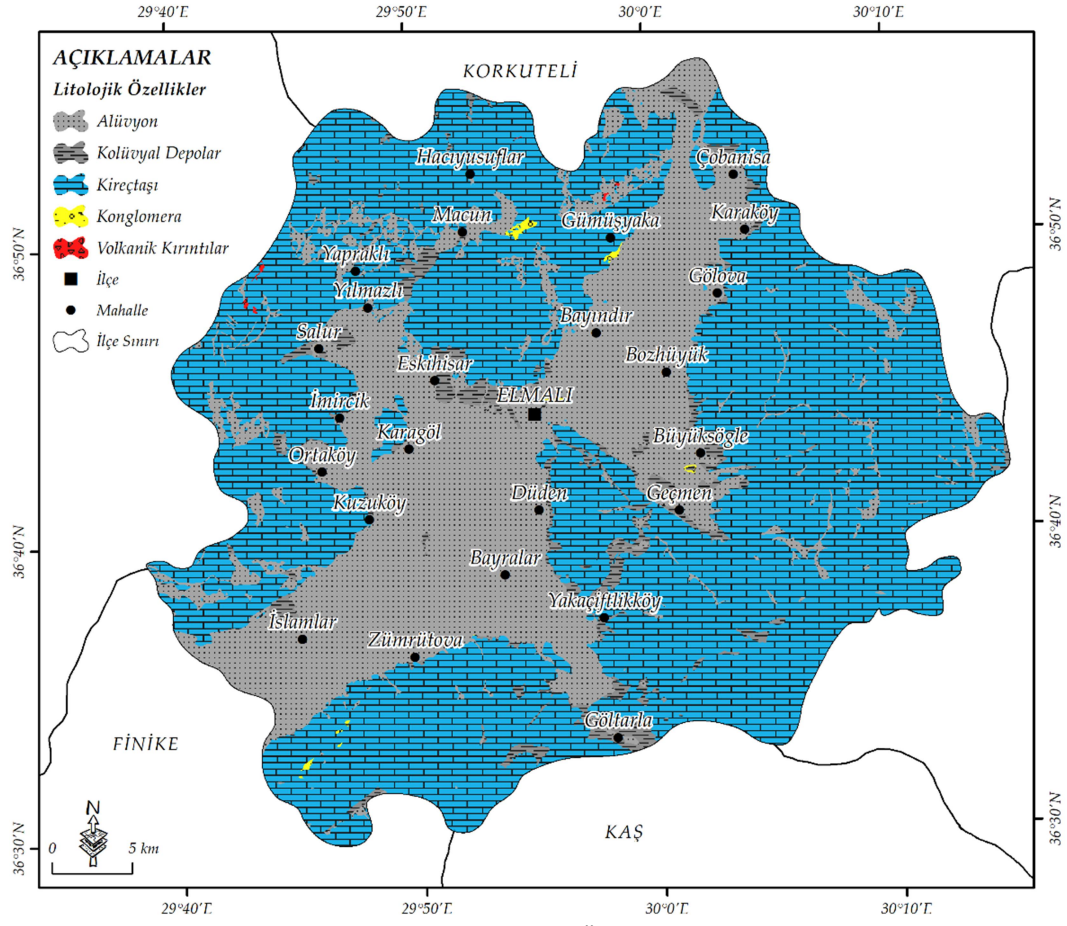 29°40'E
29°50'E
30°0'E
30°10'E
AÇIKLAMALAR
Litolojik Özellikler
Alüvyon
Kolüvyal Depolar
Kireçtaşı
Konglomera
Volkanik Kırıntılar
İlçe
Mahalle
İlçe Sınırı
KORKUTELİ
Hacıyusuflar
Çobanisa
Macun
Gümüşyaka
Karaköy
Yapraklı
Yılmazlı
Gölova
Salur
Bayındır
Eskihisar
Bozhüyük
ELMALI
İmircik
Karagöl
Büyüksögle
Ortaköy
Kuzuköy
Düden
Geçmen
Bayralar
Yakaçiftlikköy
İslamlar
Zümrütova
Göltarla
FİNİKE
KAŞ
N
0 5 km
36°50'N
36°40'N
36°30'N
36°50'N
36°40'N
36°30'N
29°40'E
29°50'E
30°0'E
30°10'E